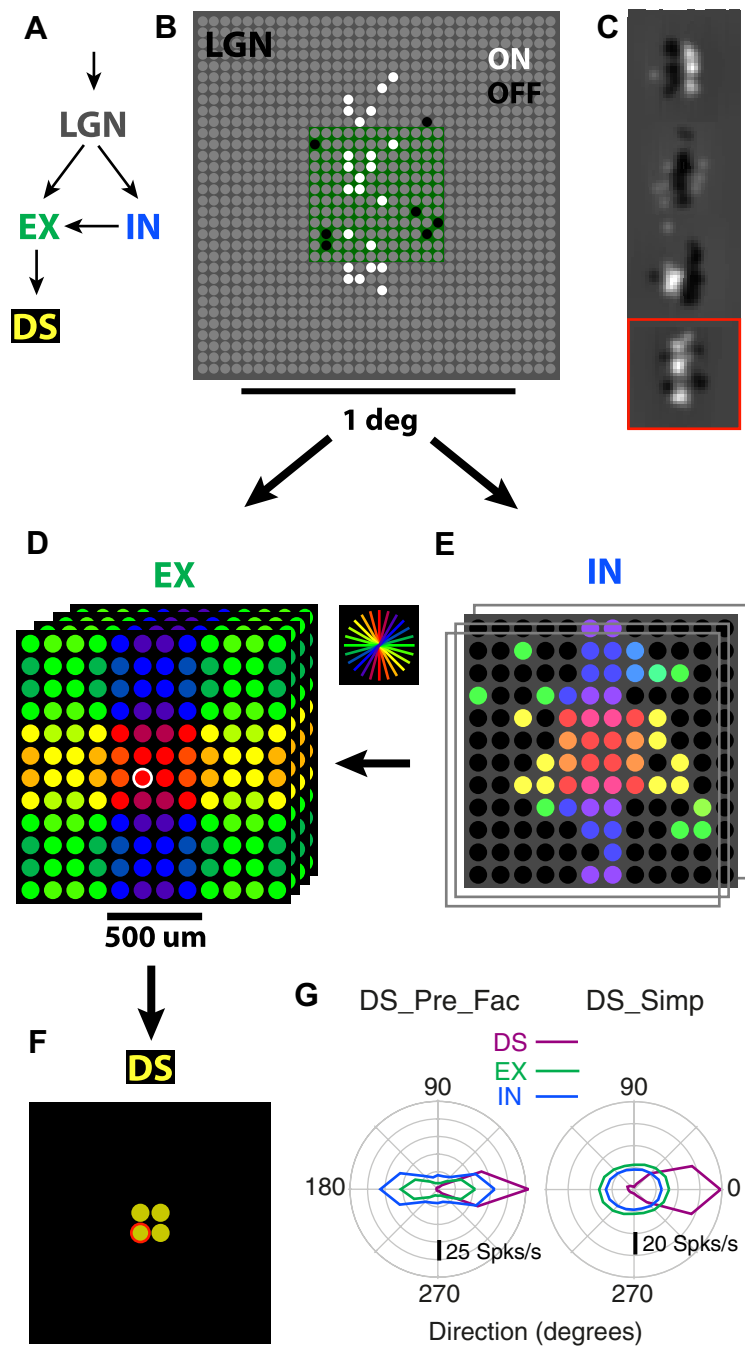 A
B
C
LGN
ON
OFF
LGN
EX
IN
DS
1 deg
D
E
EX
IN
500 um
F
DS
G
DS_Pre_Fac
DS_Simp
DS
EX
IN
90
90
180
0
25 Spks/s
20 Spks/s
270
270
Direction (degrees)